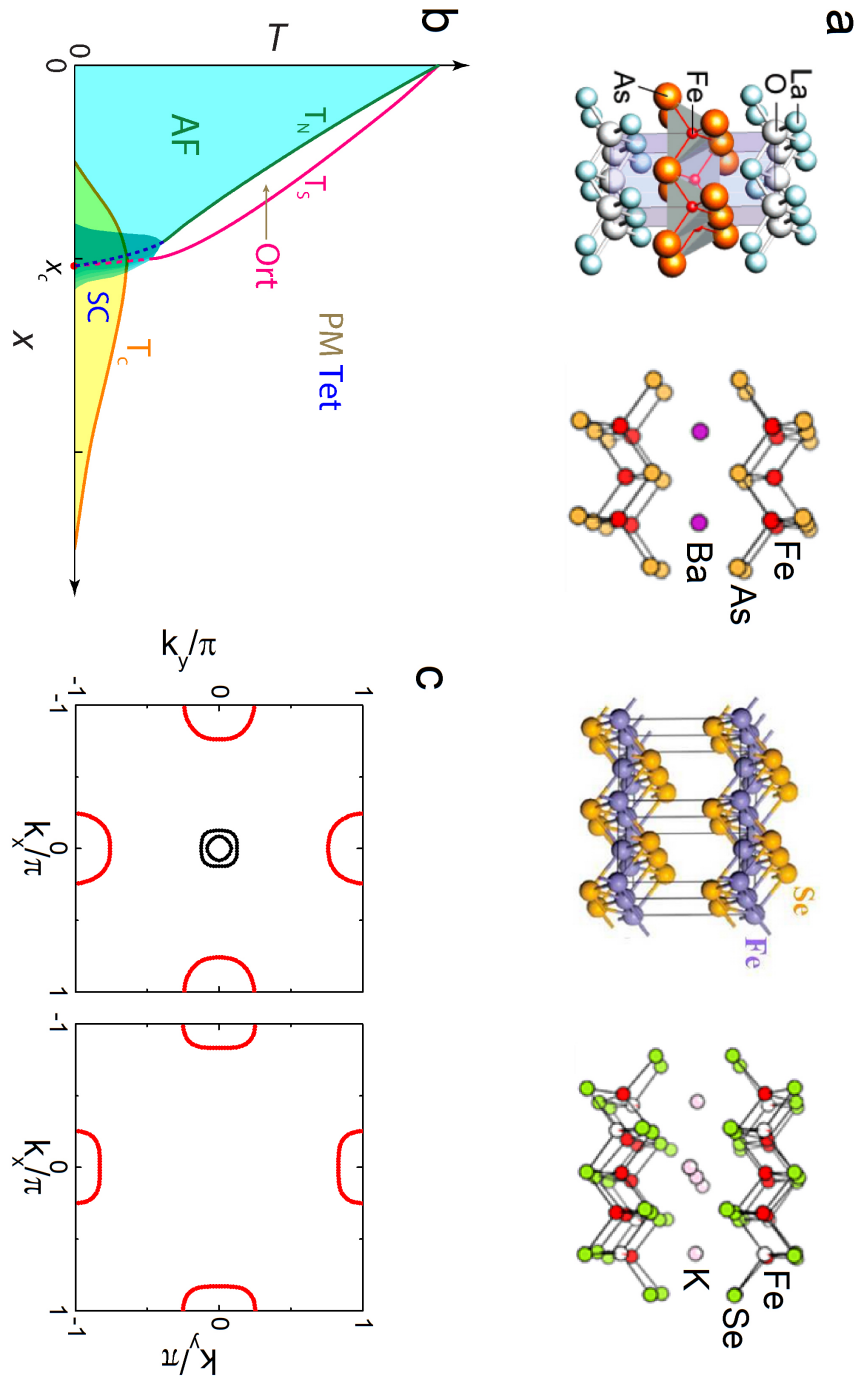 a
La
O
Fe
As
Fe
As
Ba
Se
Fe
Fe
Se
K
b
T
0
0
T_N
T_S
AF
Ort
PM Tet
SC
T_c
x_c
x
c
k_y/π
1
0
-1
-1
0
1
k_x/π
-1
0
1
k_x/π
1
0
-1
k_y/π